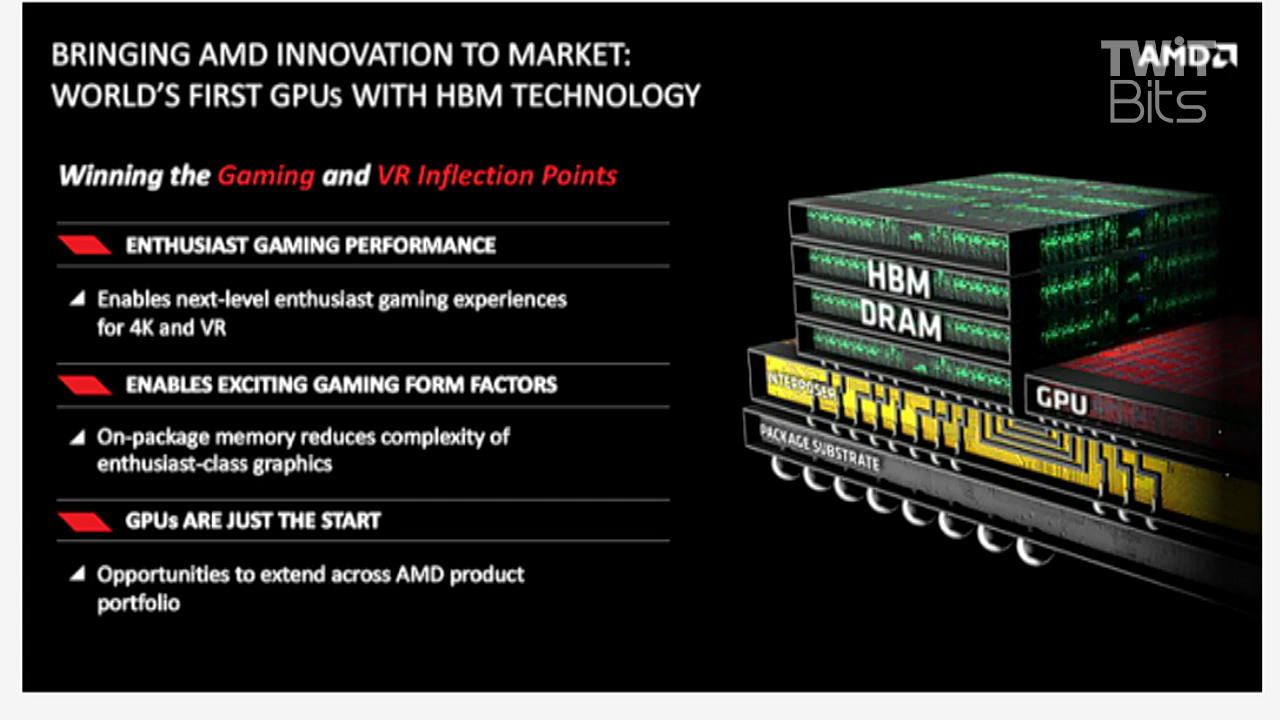 BRINGING AMD INNOVATION TO MARKET:
WORLD'S FIRST GPUs WITH HBM TECHNOLOGY
AMD
TWiT
Bits
Winning the Gaming and VR Inflection Points
ENTHUSIAST GAMING PERFORMANCE
Enables next-level enthusiast gaming experiences
for 4K and VR
ENABLES EXCITING GAMING FORM FACTORS
On-package memory reduces complexity of
enthusiast-class graphics
GPUs ARE JUST THE START
Opportunities to extend across AMD product
portfolio
HBM
DRAM
INTERPOSER
GPU
PACKAGE SUBSTRATE